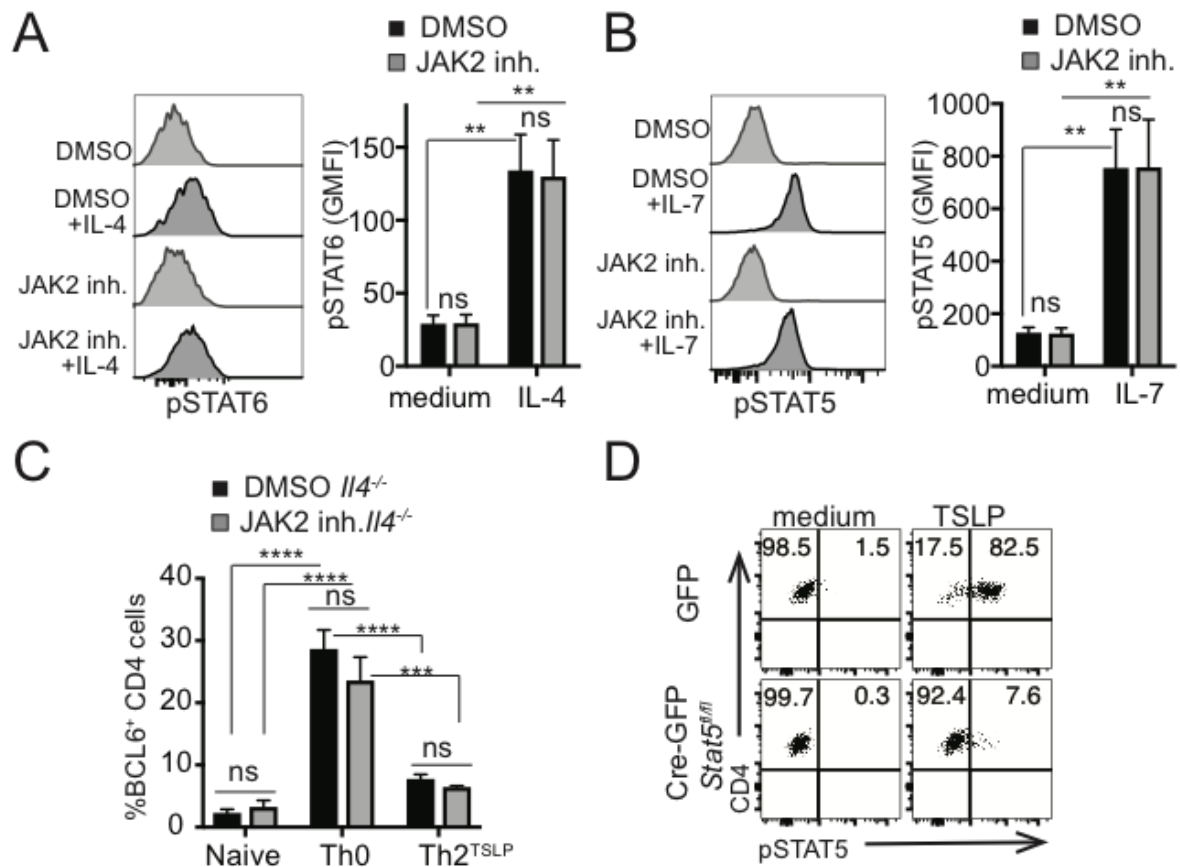 A
DMSO
JAK2 inh.
DMSO
DMSO
+IL-4
JAK2 inh.
JAK2 inh.
+IL-4
pSTAT6
pSTAT6 (GMFI)
150
100
50
0
**
**
ns
ns
medium
IL-4
B
DMSO
JAK2 inh.
DMSO
DMSO
+IL-7
JAK2 inh.
JAK2 inh.
+IL-7
pSTAT5
pSTAT5 (GMFI)
1000
800
600
400
200
0
**
**
ns
ns
medium
IL-7
C
DMSO Il4-/-
JAK2 inh.Il4-/-
%BCL6+ CD4 cells
40
30
20
10
0
****
****
ns
****
***
ns
ns
Naive
Th0
Th2TSLP
D
medium
TSLP
GFP
98.5 1.5
17.5 82.5
Cre-GFP
Stat5fl/fl
CD4
99.7 0.3
92.4 7.6
pSTAT5